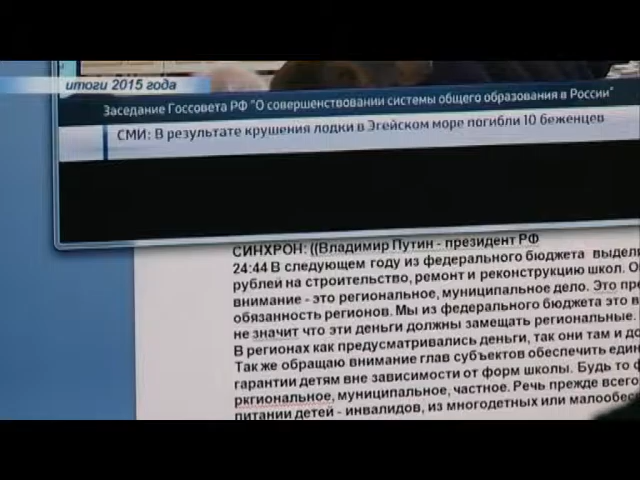 итоги 2015 года
Заседание Госсовета РФ "О совершенствовании системы общего образования в России"
СМИ: В результате крушения лодки в Эгейском море погибли 10 беженцев
СИНХРОН: ((Владимир Путин - президент РФ
24:44 В следующем году из федерального бюджета выделя
рублей на строительство, ремонт и реконструкцию школ. О
внимание - это региональное, муниципальное дело. Это пре
обязанность регионов. Мы из федерального бюджета это в
не значит что эти деньги должны замещать региональные.
В регионах как предусматривались деньги, так они там и до
Так же обращаю внимание глав субъектов обеспечить един
гарантии детям вне зависимости от форм школы. Будь то ф
ркгиональное, муниципальное, частное. Речь прежде всего
питании детей - инвалидов, из многодетных или малообес